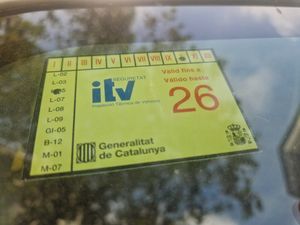 I II III IV V VI VII VIII IX XI XII
L-02
L-03
L-07
L-08
L-09
GI-05
B-12
M-01
M-07
SEGURETAT
itv
Inspecció Tècnica de Vehicles
Vàlid fins a
Válido hasta
26
Generalitat
de Catalunya